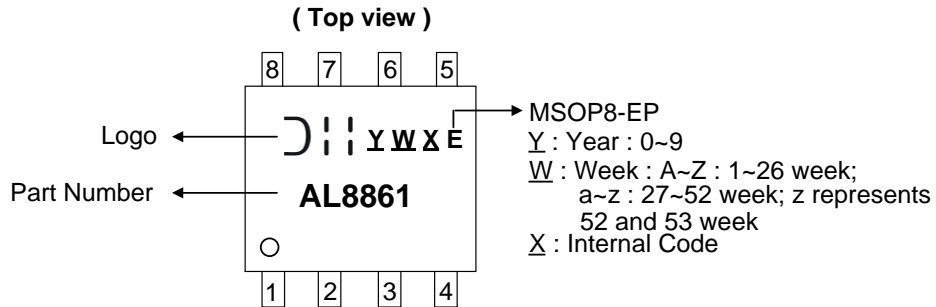 ( Top view )
8 7 6 5
Logo
Y W X E
MSOP8-EP
Y : Year : 0~9
W : Week : A~Z : 1~26 week;
a~z : 27~52 week; z represents
52 and 53 week
X : Internal Code
Part Number
AL8861
1 2 3 4